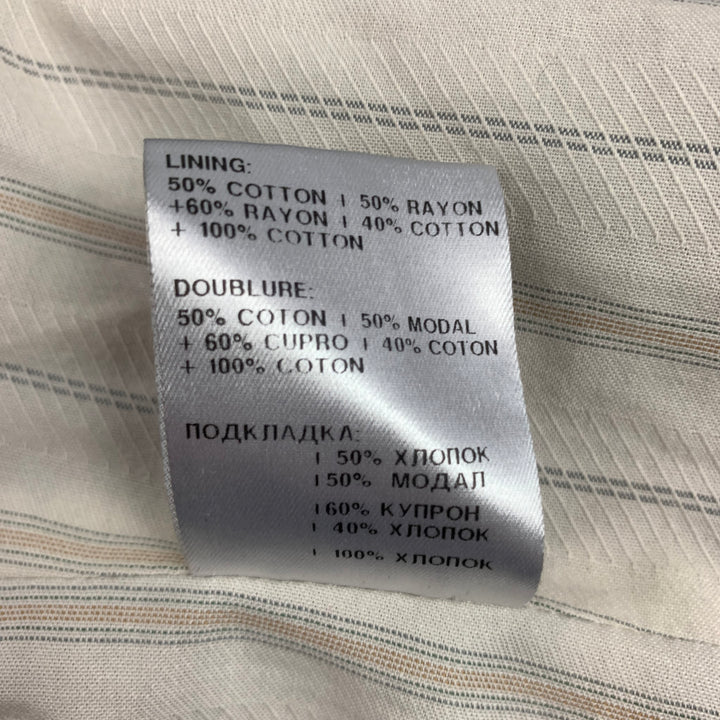 LINING:
50% COTTON | 50% RAYON
+60% RAYON | 40% COTTON
+ 100% COTTON
DOUBLURE:
50% COTON | 50% MODAL
+ 60% CUPRO | 40% COTON
+ 100% COTON
ПОДКЛАДКА:
| 50% ХЛОПОК
| 50% МОДАЛ
| 60% КУПРОН
| 40% ХЛОПОК
| 100% ХЛОПОК